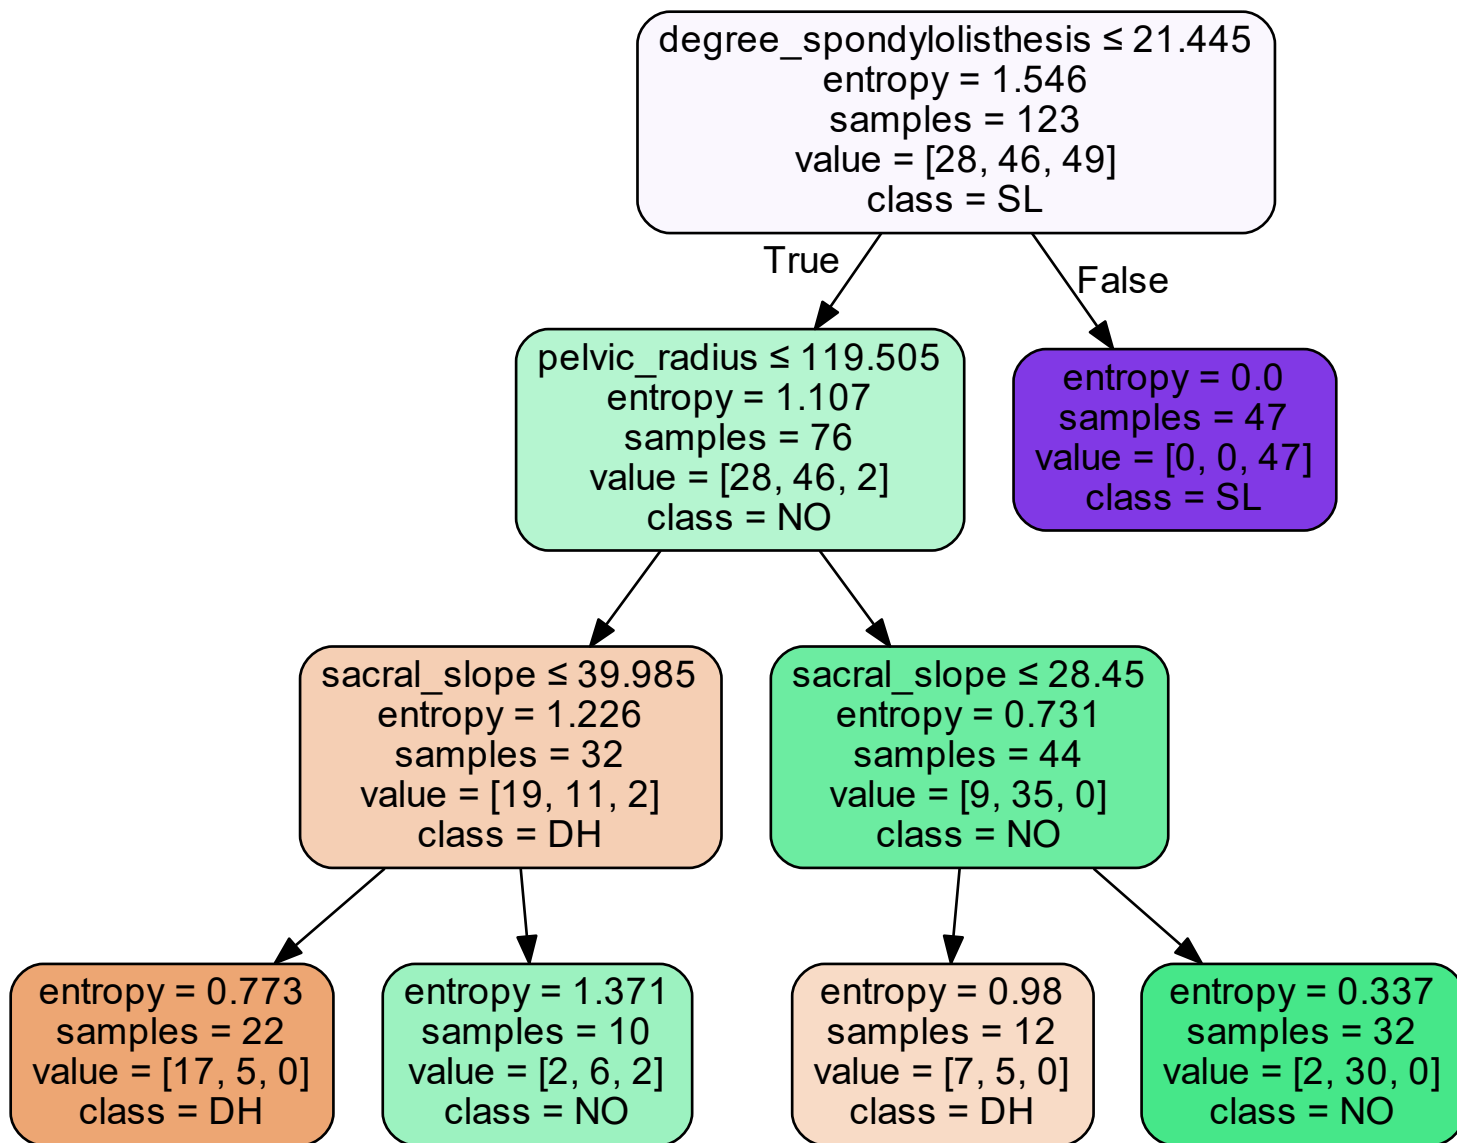 degree_spondylolisthesis ≤ 21.445
entropy = 1.546
samples = 123
value = [28, 46, 49]
class = SL
True
False
pelvic_radius ≤ 119.505
entropy = 1.107
samples = 76
value = [28, 46, 2]
class = NO
entropy = 0.0
samples = 47
value = [0, 0, 47]
class = SL
sacral_slope ≤ 39.985
entropy = 1.226
samples = 32
value = [19, 11, 2]
class = DH
sacral_slope ≤ 28.45
entropy = 0.731
samples = 44
value = [9, 35, 0]
class = NO
entropy = 0.773
samples = 22
value = [17, 5, 0]
class = DH
entropy = 1.371
samples = 10
value = [2, 6, 2]
class = NO
entropy = 0.98
samples = 12
value = [7, 5, 0]
class = DH
entropy = 0.337
samples = 32
value = [2, 30, 0]
class = NO